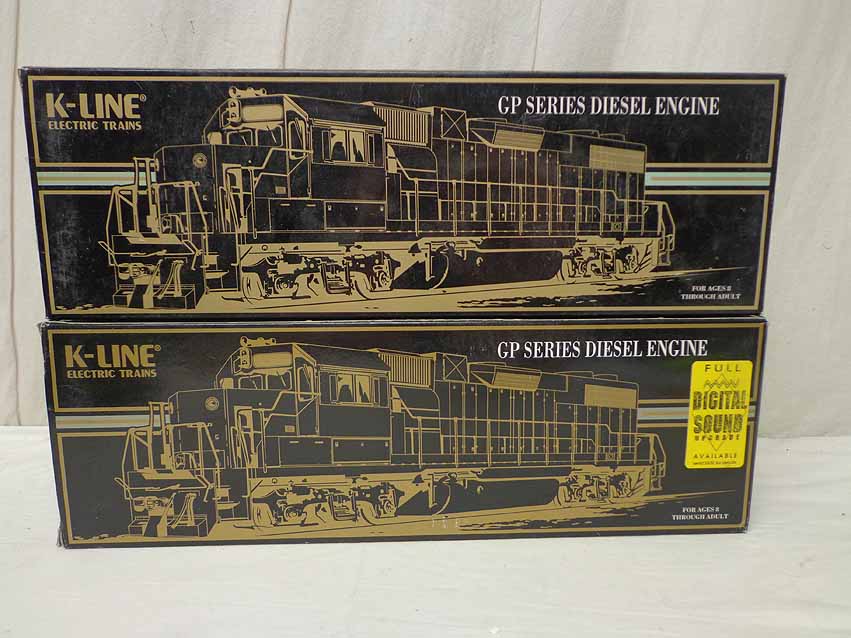 K-LINE®
ELECTRIC TRAINS
GP SERIES DIESEL ENGINE
FOR AGES 8
THROUGH ADULT
K-LINE®
ELECTRIC TRAINS
GP SERIES DIESEL ENGINE
FULL
DIGITAL
SOUND
UPGRADE
AVAILABLE
FOR AGES 8
THROUGH ADULT